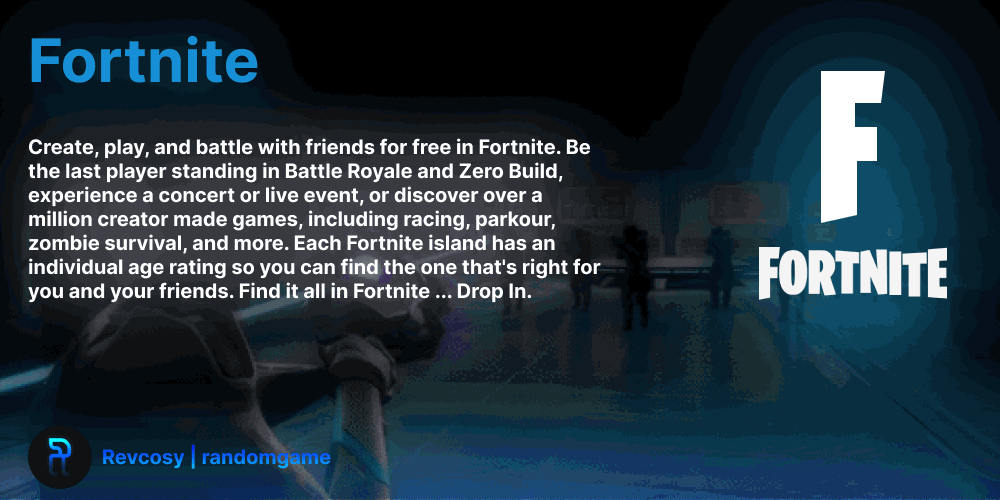 Fortnite
Create, play, and battle with friends for free in Fortnite. Be
the last player standing in Battle Royale and Zero Build,
experience a concert or live event, or discover over a
million creator made games, including racing, parkour,
zombie survival, and more. Each Fortnite island has an
individual age rating so you can find the one that's right for
you and your friends. Find it all in Fortnite ... Drop In.
F
FORTNITE
Revcosy | randomgame